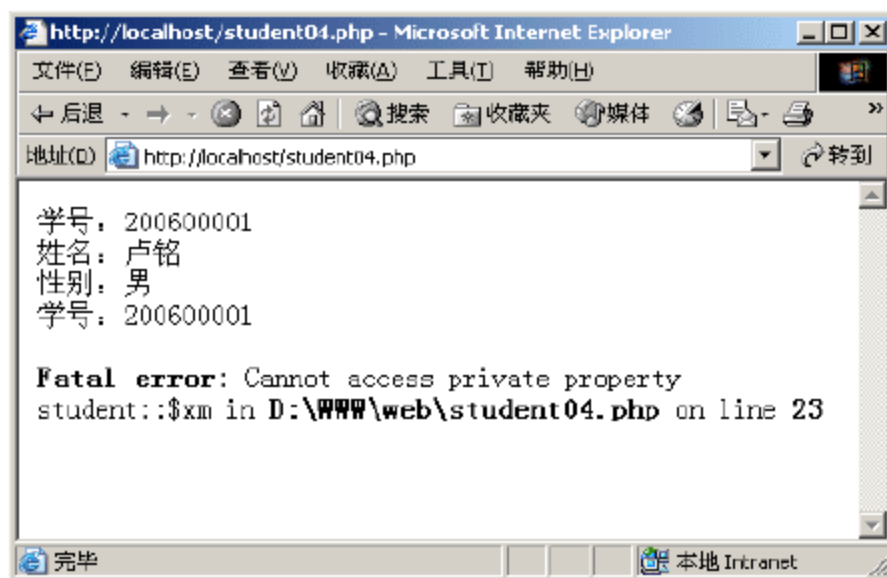 http://localhost/student04.php - Microsoft Internet Explorer
文件(F) 编辑(E) 查看(V) 收藏(A) 工具(T) 帮助(H)
后退 搜索 收藏夹 媒体 »
地址(D) http://localhost/student04.php 转到
学号：200600001
姓名：卢铭
性别：男
学号：200600001
Fatal error: Cannot access private property
student::$xm in D:\WWW\web\student04.php on line 23
完毕 本地 Intranet